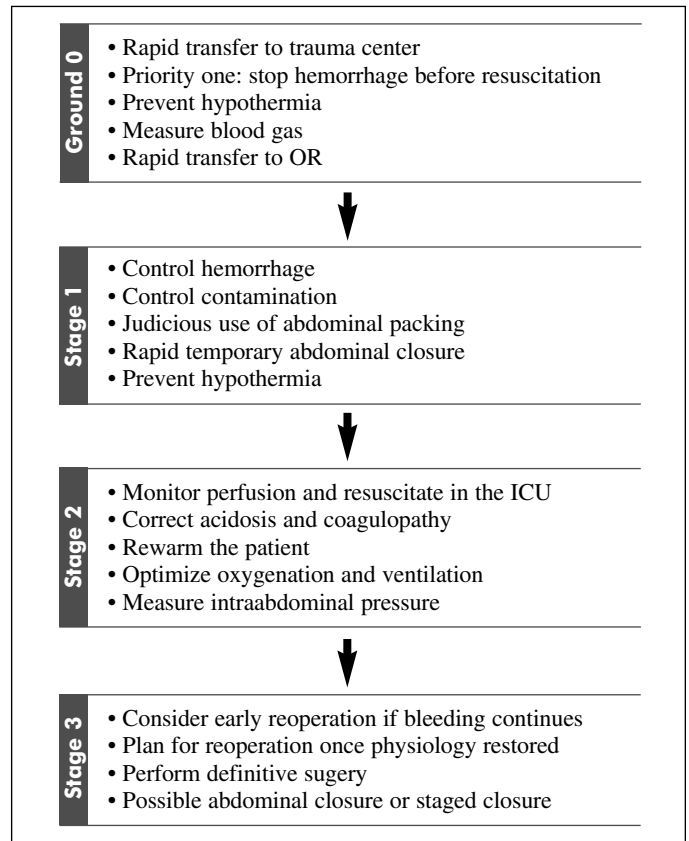 Ground 0
• Rapid transfer to trauma center
• Priority one: stop hemorrhage before resuscitation
• Prevent hypothermia
• Measure blood gas
• Rapid transfer to OR
Stage 1
• Control hemorrhage
• Control contamination
• Judicious use of abdominal packing
• Rapid temporary abdominal closure
• Prevent hypothermia
Stage 2
• Monitor perfusion and resuscitate in the ICU
• Correct acidosis and coagulopathy
• Rewarm the patient
• Optimize oxygenation and ventilation
• Measure intraabdominal pressure
Stage 3
• Consider early reoperation if bleeding continues
• Plan for reoperation once physiology restored
• Perform definitive sugery
• Possible abdominal closure or staged closure